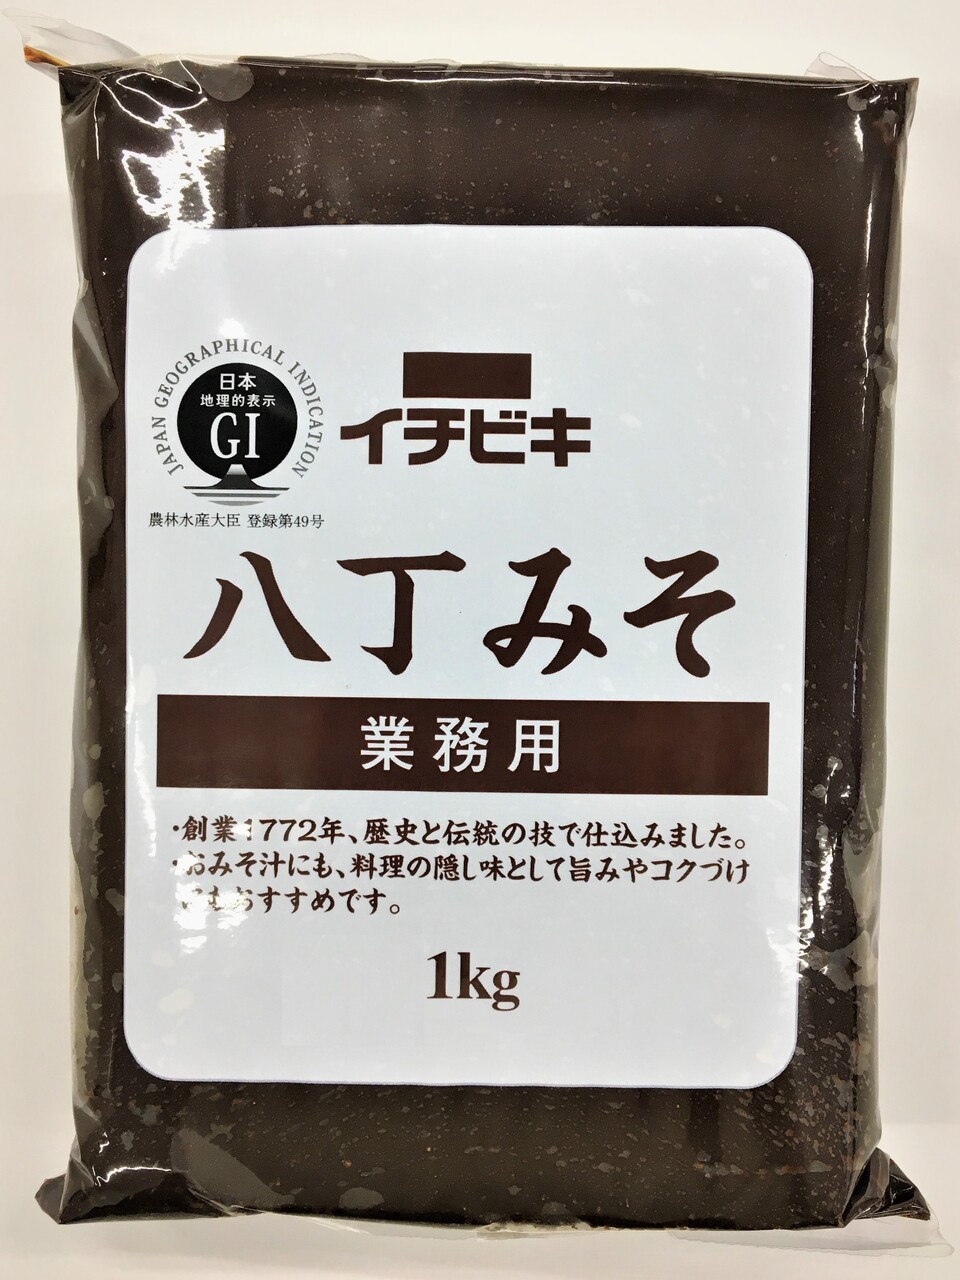 JAPAN GEOGRAPHICAL INDICATION
日本
地理的表示
GI
農林水産大臣 登録第49号
イチビキ
八丁みそ
業務用
・創業1772年、歴史と伝統の技で仕込みました。
・おみそ汁にも、料理の隠し味として旨みやコクづけ
にもおすすめです。
1kg